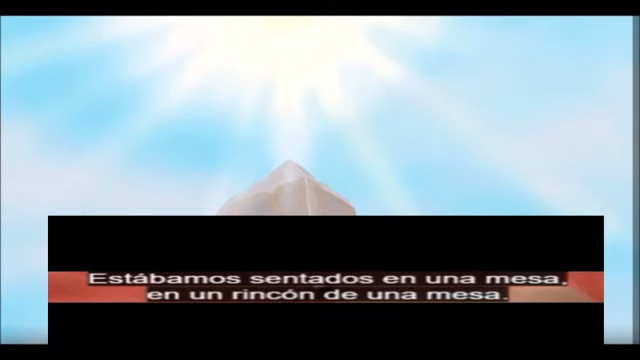 Estábamos sentados en una mesa,
en un rincón de una mesa.